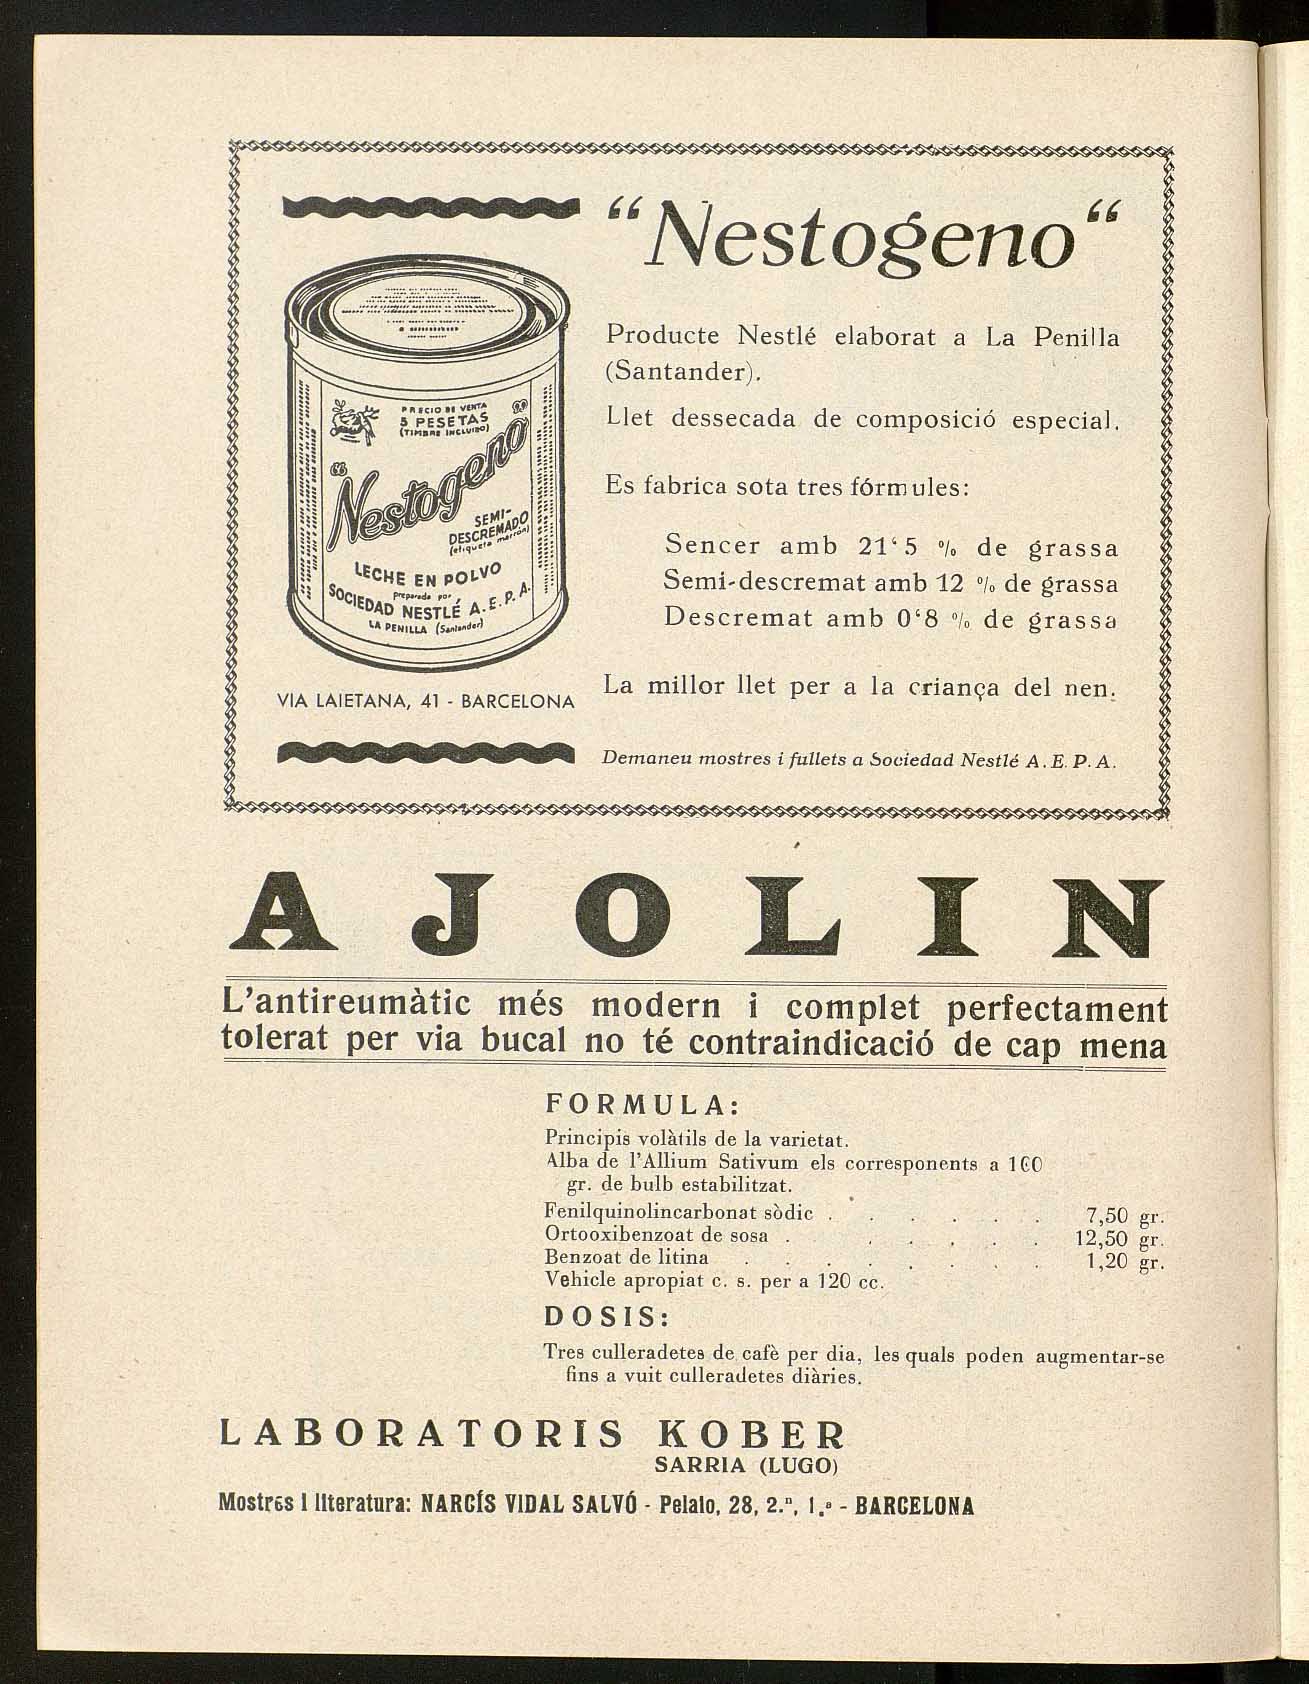 "Nestogeno"
Producte Nestlé elaborat a La Penilla
(Santander).
Llet dessecada de composició especial.
Es fabrica sota tres fórmules:
Sencer amb 21'5 % de grassa
Semi-descremat amb 12 % de grassa
Descremat amb 0'8 % de grassa
La millor llet per a la criança del nen.
Demaneu mostres i fullets a Sociedad Nestlé A. E. P. A.
PRECIO DE VENTA
5 PESETAS
(TIMBRE INCLUIDO)
"Nestogeno"
SEMI-
DESCREMADO
(etiqueta marrón)
LECHE EN POLVO
preparada por
SOCIEDAD NESTLÉ A. E. P. A.
LA PENILLA (Santander)
VIA LAIETANA, 41 - BARCELONA
AJOLIN
L'antireumàtic més modern i complet perfectament
tolerat per via bucal no té contraindicació de cap mena
FORMULA:
Principis volàtils de la varietat.
Alba de l'Allium Sativum els corresponents a 100
gr. de bulb estabilitzat.
Fenilquinolincarbonat sòdic . . . . . . 7,50 gr.
Ortooxibenzoat de sosa . . . . . . 12,50 gr.
Benzoat de litina . . . . . . . . 1,20 gr.
Vehicle apropiat c. s. per a 120 cc.
DOSIS:
Tres culleradetes de cafè per dia, les quals poden augmentar-se
fins a vuit culleradetes diàries.
LABORATORIS KOBER
SARRIA (LUGO)
Mostres i literatura: NARCÍS VIDAL SALVÓ - Pelaio, 28, 2.ⁿ, 1.ª - BARCELONA